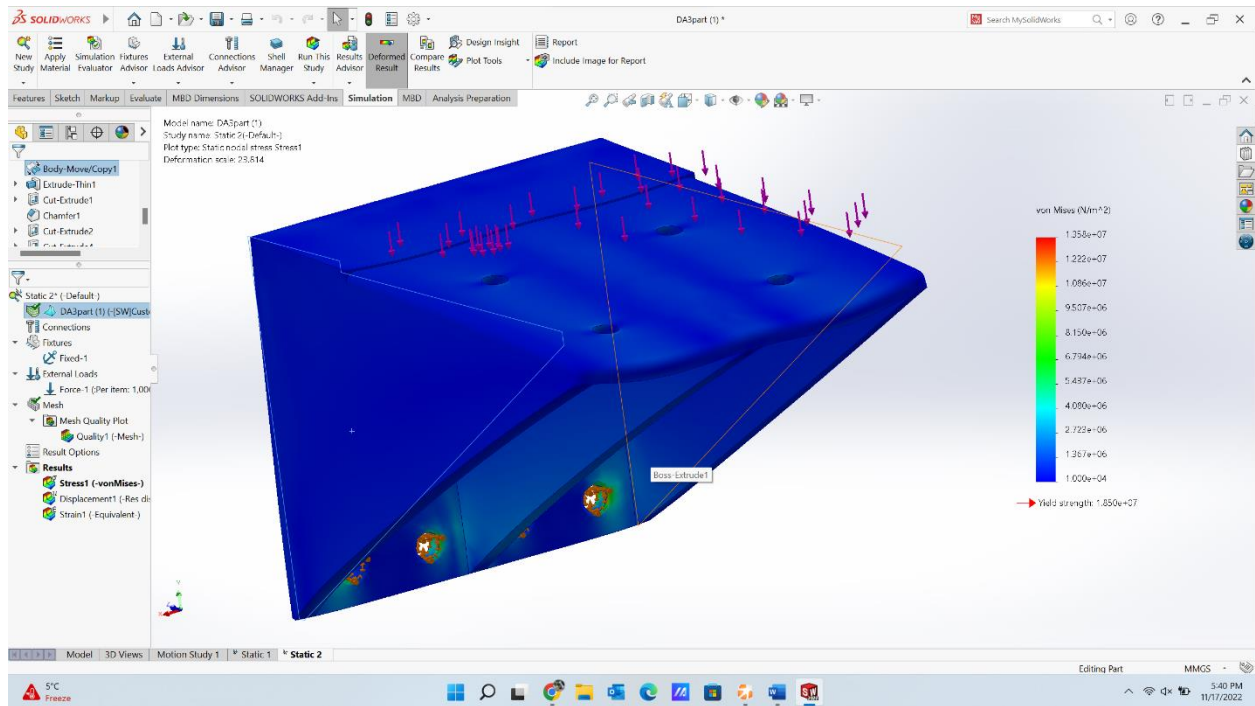 SOLIDWORKS
DA3part (1) *
Search MySolidWorks
New Study
Apply Material
Simulation Evaluator
Fixtures Advisor
External Loads Advisor
Connections Advisor
Shell Manager
Run This Study
Results Advisor
Deformed Result
Compare Results
Design Insight
Plot Tools
Report
Include Image for Report
Features Sketch Markup Evaluate MBD Dimensions SOLIDWORKS Add-Ins Simulation MBD Analysis Preparation
Model name: DA3part (1)
Study name: Static 2(-Default-)
Plot type: Static nodal stress Stress1
Deformation scale: 23.814
Body-Move/Copy1
Extrude-Thin1
Cut-Extrude1
Chamfer1
Cut-Extrude2
Static 2* (-Default-)
DA3part (1) (-[SW]Cust
Connections
Fixtures
Fixed-1
External Loads
Force-1 (:Per item: 1,00
Mesh
Mesh Quality Plot
Quality1 (-Mesh-)
Result Options
Results
Stress1 (-vonMises-)
Displacement1 (-Res dis
Strain1 (-Equivalent-)
Boss-Extrude1
von Mises (N/m^2)
1.358e+07
1.222e+07
1.086e+07
9.507e+06
8.150e+06
6.794e+06
5.437e+06
4.080e+06
2.723e+06
1.367e+06
1.000e+04
Yield strength: 1.850e+07
Model 3D Views Motion Study 1 Static 1 Static 2
Editing Part MMGS
5°C
Freeze
5:40 PM
11/17/2022